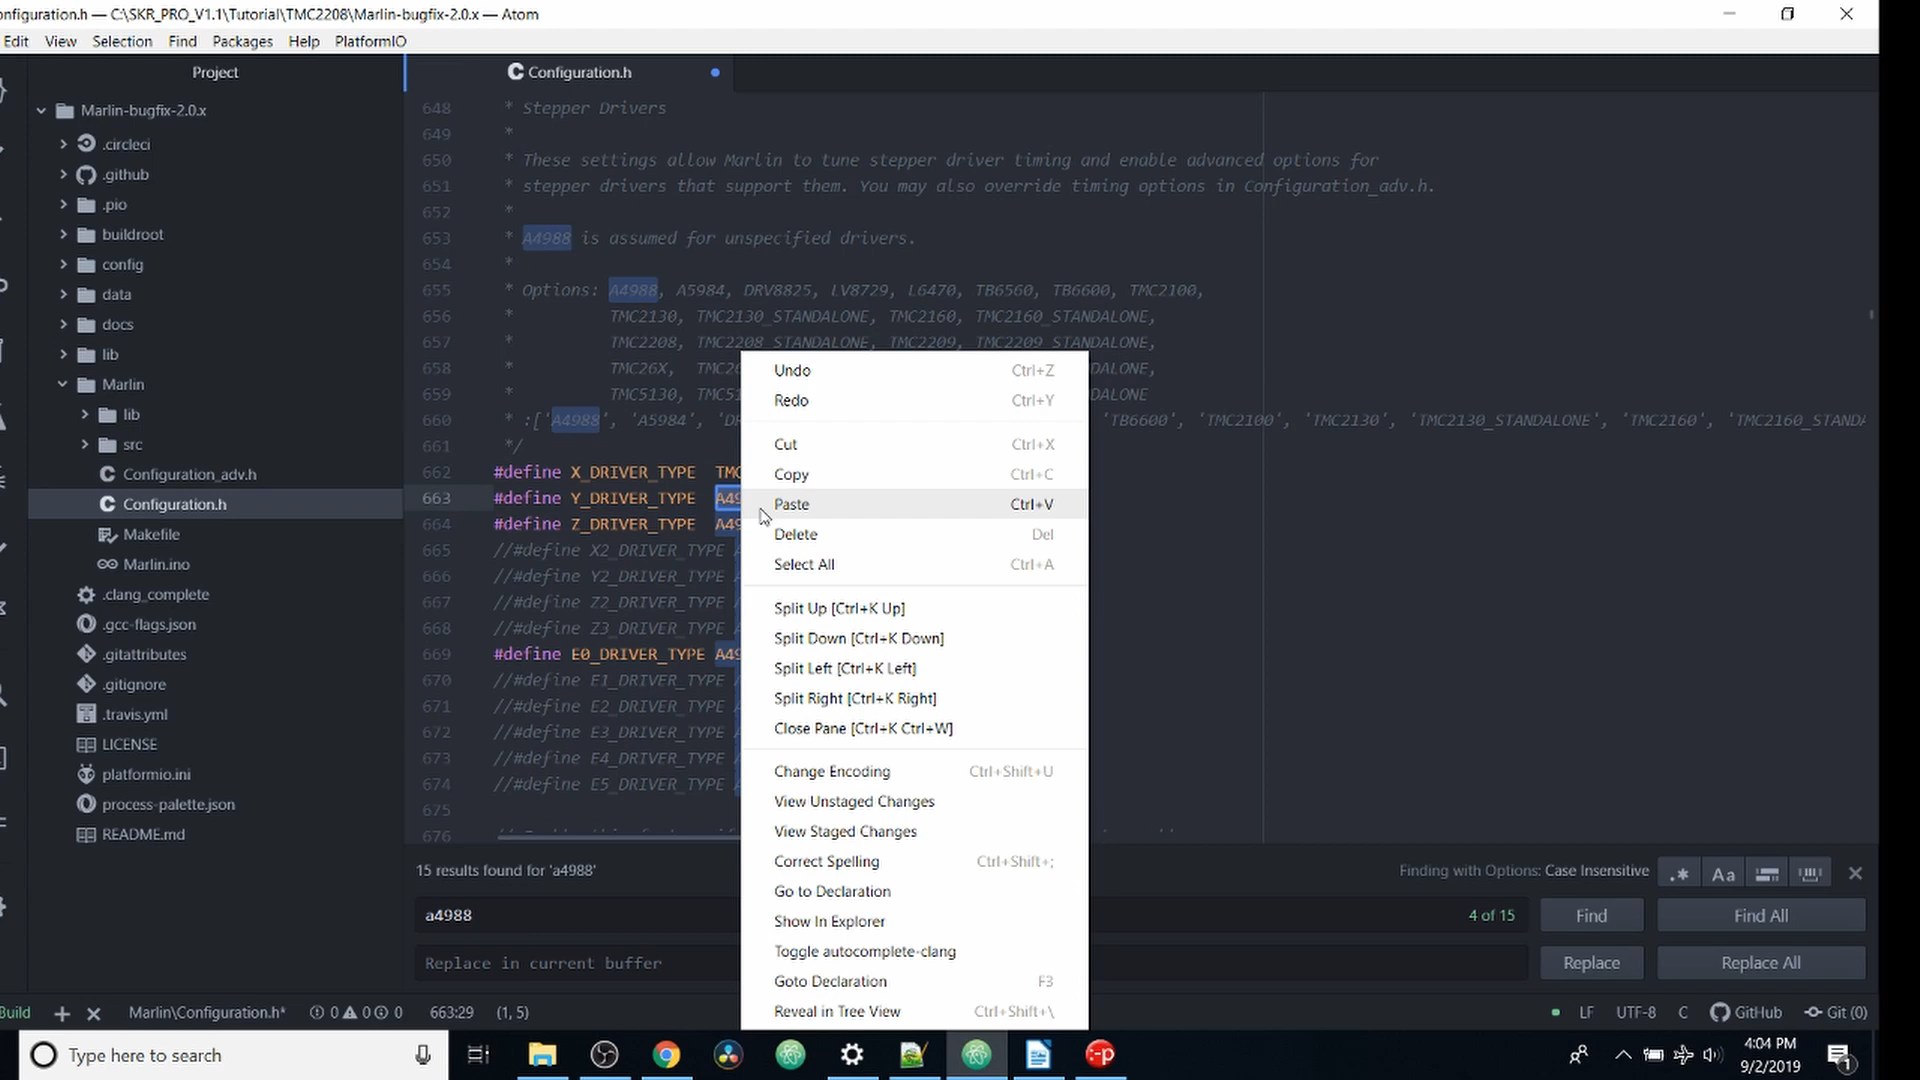 onfiguration.h — C:\SKR_PRO_V1.1\Tutorial\TMC2208\Marlin-bugfix-2.0.x — Atom
Edit View Selection Find Packages Help PlatformIO
Project
Configuration.h
Marlin-bugfix-2.0.x
.circleci
.github
.pio
buildroot
config
data
docs
lib
Marlin
lib
src
Configuration_adv.h
Configuration.h
Makefile
Marlin.ino
.clang_complete
.gcc-flags.json
.gitattributes
.gitignore
.travis.yml
LICENSE
platformio.ini
process-palette.json
README.md
648 * Stepper Drivers
649 *
650 * These settings allow Marlin to tune stepper driver timing and enable advanced options for
651 * stepper drivers that support them. You may also override timing options in Configuration_adv.h.
652 *
653 * A4988 is assumed for unspecified drivers.
654 *
655 * Options: A4988, A5984, DRV8825, LV8729, L6470, TB6560, TB6600, TMC2100,
656 * TMC2130, TMC2130_STANDALONE, TMC2160, TMC2160_STANDALONE,
657 * TMC2208, TMC2208_STANDALONE, TMC2209, TMC2209_STANDALONE,
658 * TMC26X, TMC26 ALONE,
659 * TMC5130, TMC51 ALONE
660 * :['A4988', 'A5984', 'DR 'TB6600', 'TMC2100', 'TMC2130', 'TMC2130_STANDALONE', 'TMC2160', 'TMC2160_STANDA
661 */
662 #define X_DRIVER_TYPE TMC
663 #define Y_DRIVER_TYPE A49
664 #define Z_DRIVER_TYPE A49
665 //#define X2_DRIVER_TYPE A
666 //#define Y2_DRIVER_TYPE A
667 //#define Z2_DRIVER_TYPE A
668 //#define Z3_DRIVER_TYPE A
669 #define E0_DRIVER_TYPE A49
670 //#define E1_DRIVER_TYPE A
671 //#define E2_DRIVER_TYPE A
672 //#define E3_DRIVER_TYPE A
673 //#define E4_DRIVER_TYPE A
674 //#define E5_DRIVER_TYPE A
675
676
Undo Ctrl+Z
Redo Ctrl+Y
Cut Ctrl+X
Copy Ctrl+C
Paste Ctrl+V
Delete Del
Select All Ctrl+A
Split Up [Ctrl+K Up]
Split Down [Ctrl+K Down]
Split Left [Ctrl+K Left]
Split Right [Ctrl+K Right]
Close Pane [Ctrl+K Ctrl+W]
Change Encoding Ctrl+Shift+U
View Unstaged Changes
View Staged Changes
Correct Spelling Ctrl+Shift+;
Go to Declaration
Show In Explorer
Toggle autocomplete-clang
Goto Declaration F3
Reveal in Tree View Ctrl+Shift+\
15 results found for 'a4988' Finding with Options: Case Insensitive .* Aa
a4988 4 of 15 Find Find All
Replace in current buffer Replace Replace All
Build + × Marlin\Configuration.h* 0 0 0 663:29 (1, 5) LF UTF-8 C GitHub Git (0)
Type here to search
4:04 PM
9/2/2019
1